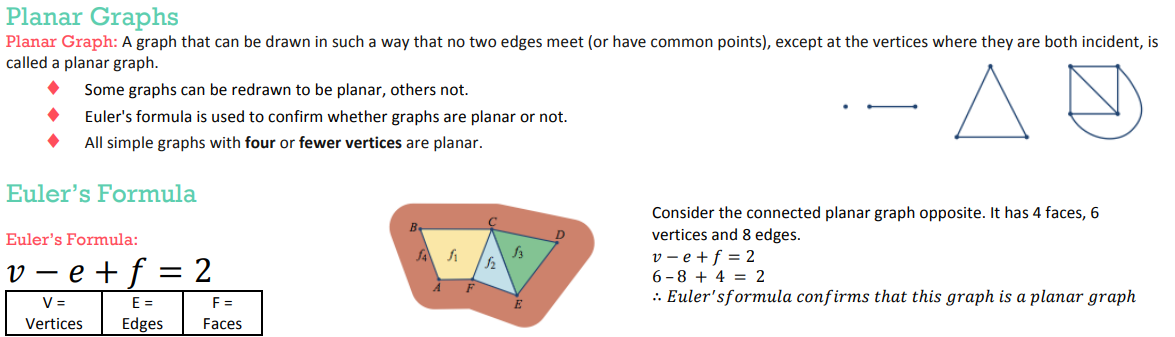 Planar Graphs
Planar Graph: A graph that can be drawn in such a way that no two edges meet (or have common points), except at the vertices where they are both incident, is
called a planar graph.
Some graphs can be redrawn to be planar, others not.
Euler's formula is used to confirm whether graphs are planar or not.
All simple graphs with four or fewer vertices are planar.
Euler's Formula
Euler's Formula:
v − e + f = 2
V = E = F =
Vertices Edges Faces
B C D
f4 f1 f2 f3
A F E
Consider the connected planar graph opposite. It has 4 faces, 6
vertices and 8 edges.
v − e + f = 2
6 − 8 + 4 = 2
∴ Euler'sformula confirms that this graph is a planar graph